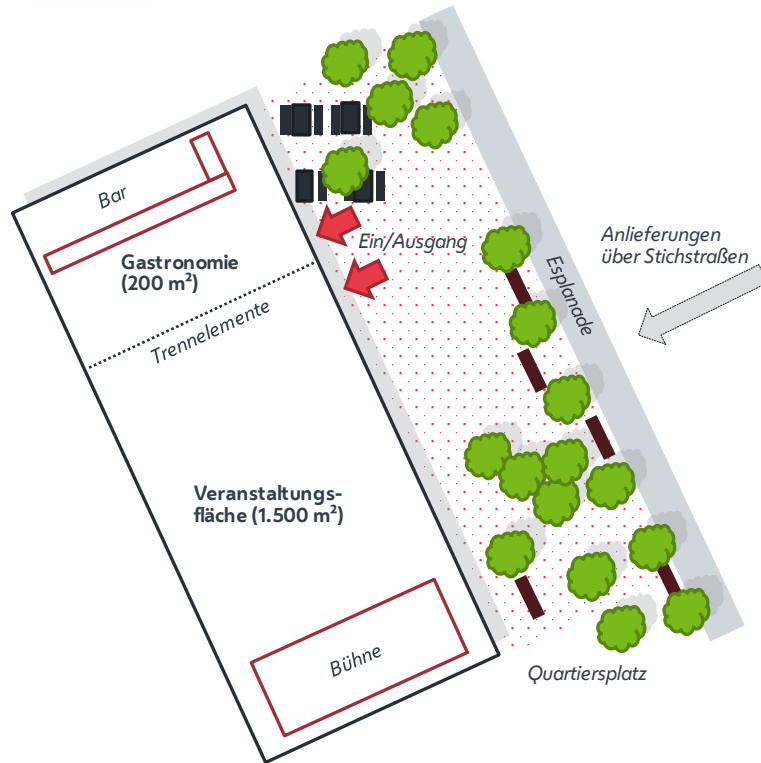 Bar
Gastronomie
(200 m²)
Trennelemente
Ein/Ausgang
Esplanade
Anlieferungen
über Stichstraßen
Veranstaltungs-
fläche (1.500 m²)
Bühne
Quartiersplatz